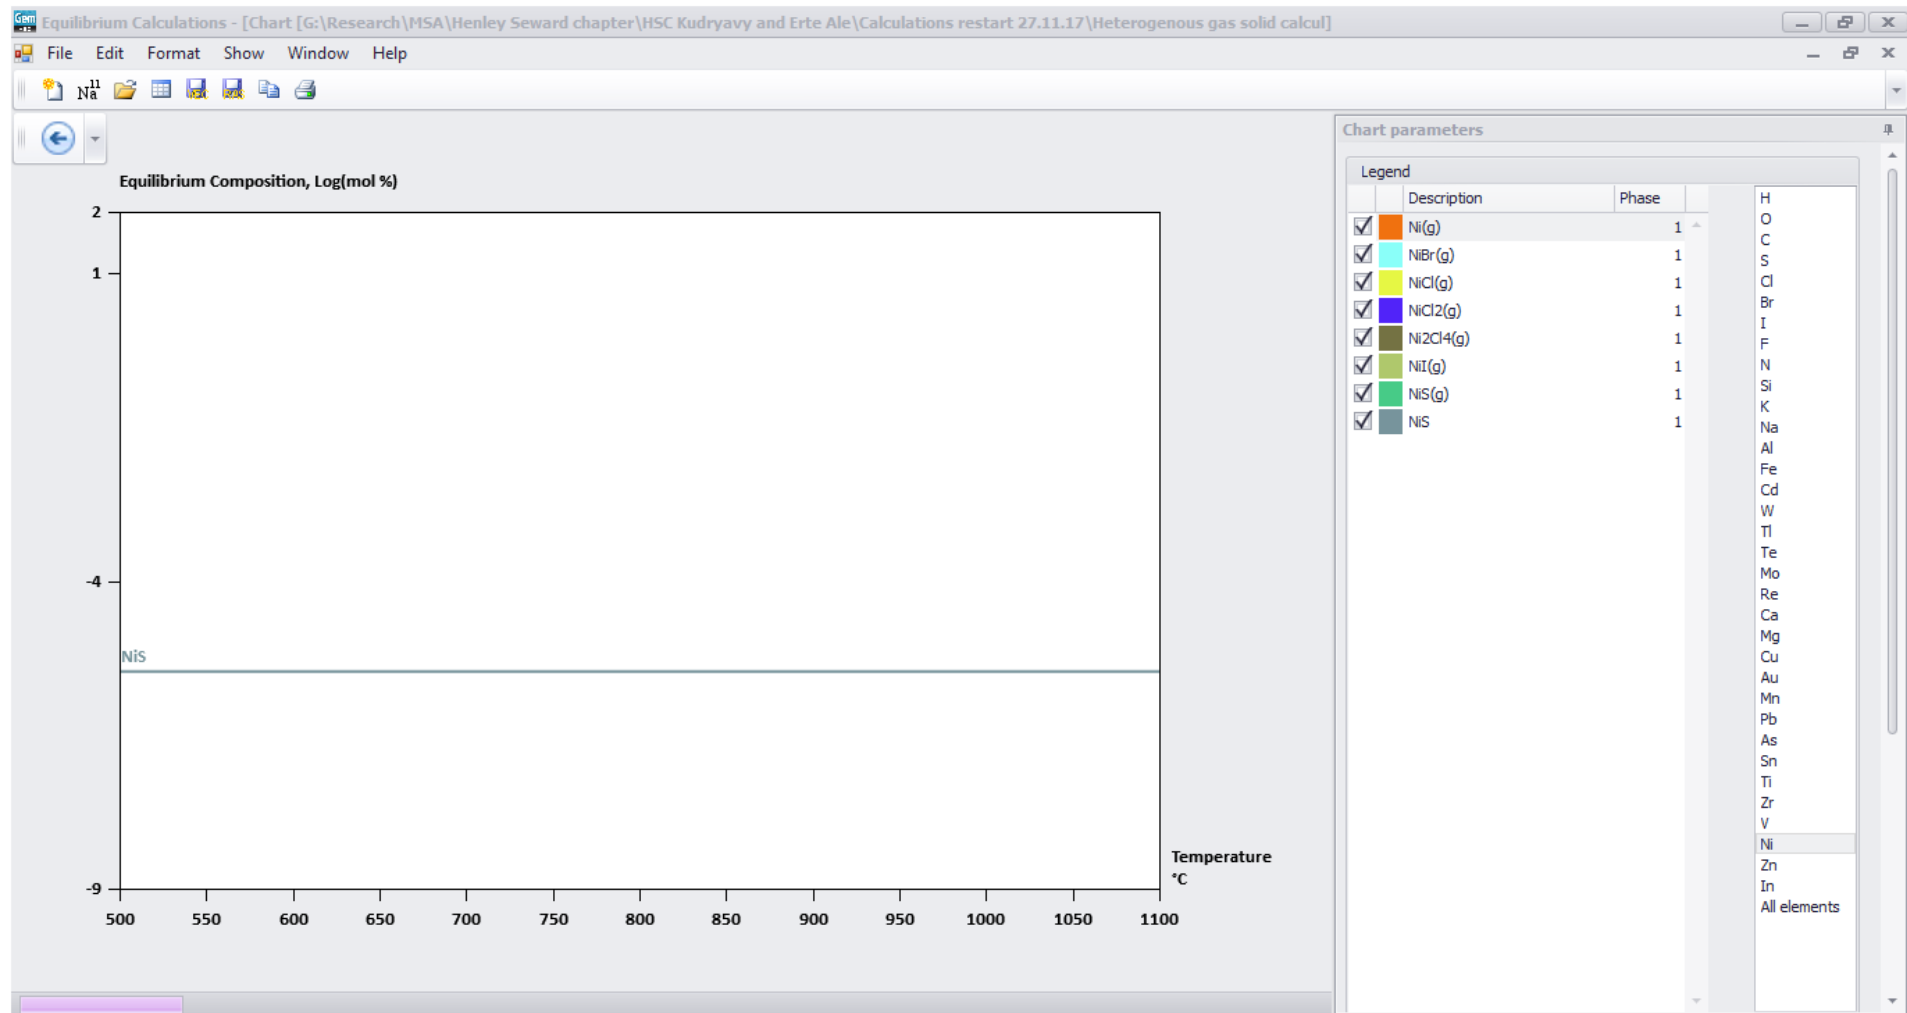 Gem
Equilibrium Calculations - [Chart [G:\Research\MSA\Henley Seward chapter\HSC Kudryavy and Erte Ale\Calculations restart 27.11.17\Heterogenous gas solid calcul]
File Edit Format Show Window Help
Na 11
Chart parameters
Equilibrium Composition, Log(mol %)
2
1
-4
-9
NiS
500 550 600 650 700 750 800 850 900 950 1000 1050 1100
Temperature
°C
Legend
Description Phase
Ni(g) 1
NiBr(g) 1
NiCl(g) 1
NiCl2(g) 1
Ni2Cl4(g) 1
NiI(g) 1
NiS(g) 1
NiS 1
H
O
C
S
Cl
Br
I
F
N
Si
K
Na
Al
Fe
Cd
W
Tl
Te
Mo
Re
Ca
Mg
Cu
Au
Mn
Pb
As
Sn
Ti
Zr
V
Ni
Zn
In
All elements